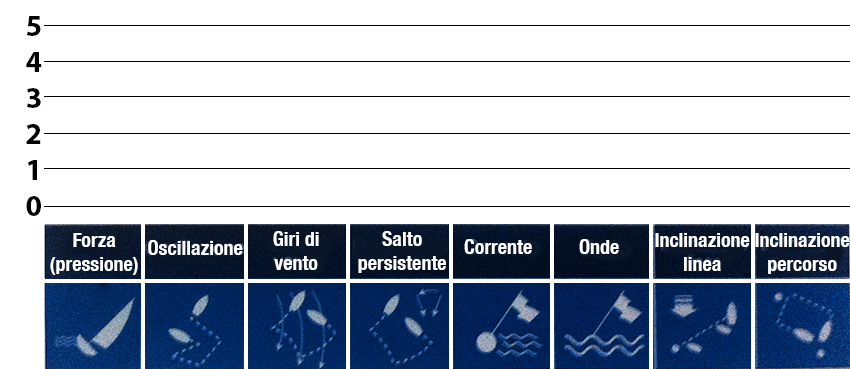 5
4
3
2
1
0
Forza
(pressione)
Oscillazione
Giri di
vento
Salto
persistente
Corrente
Onde
Inclinazione
linea
Inclinazione
percorso